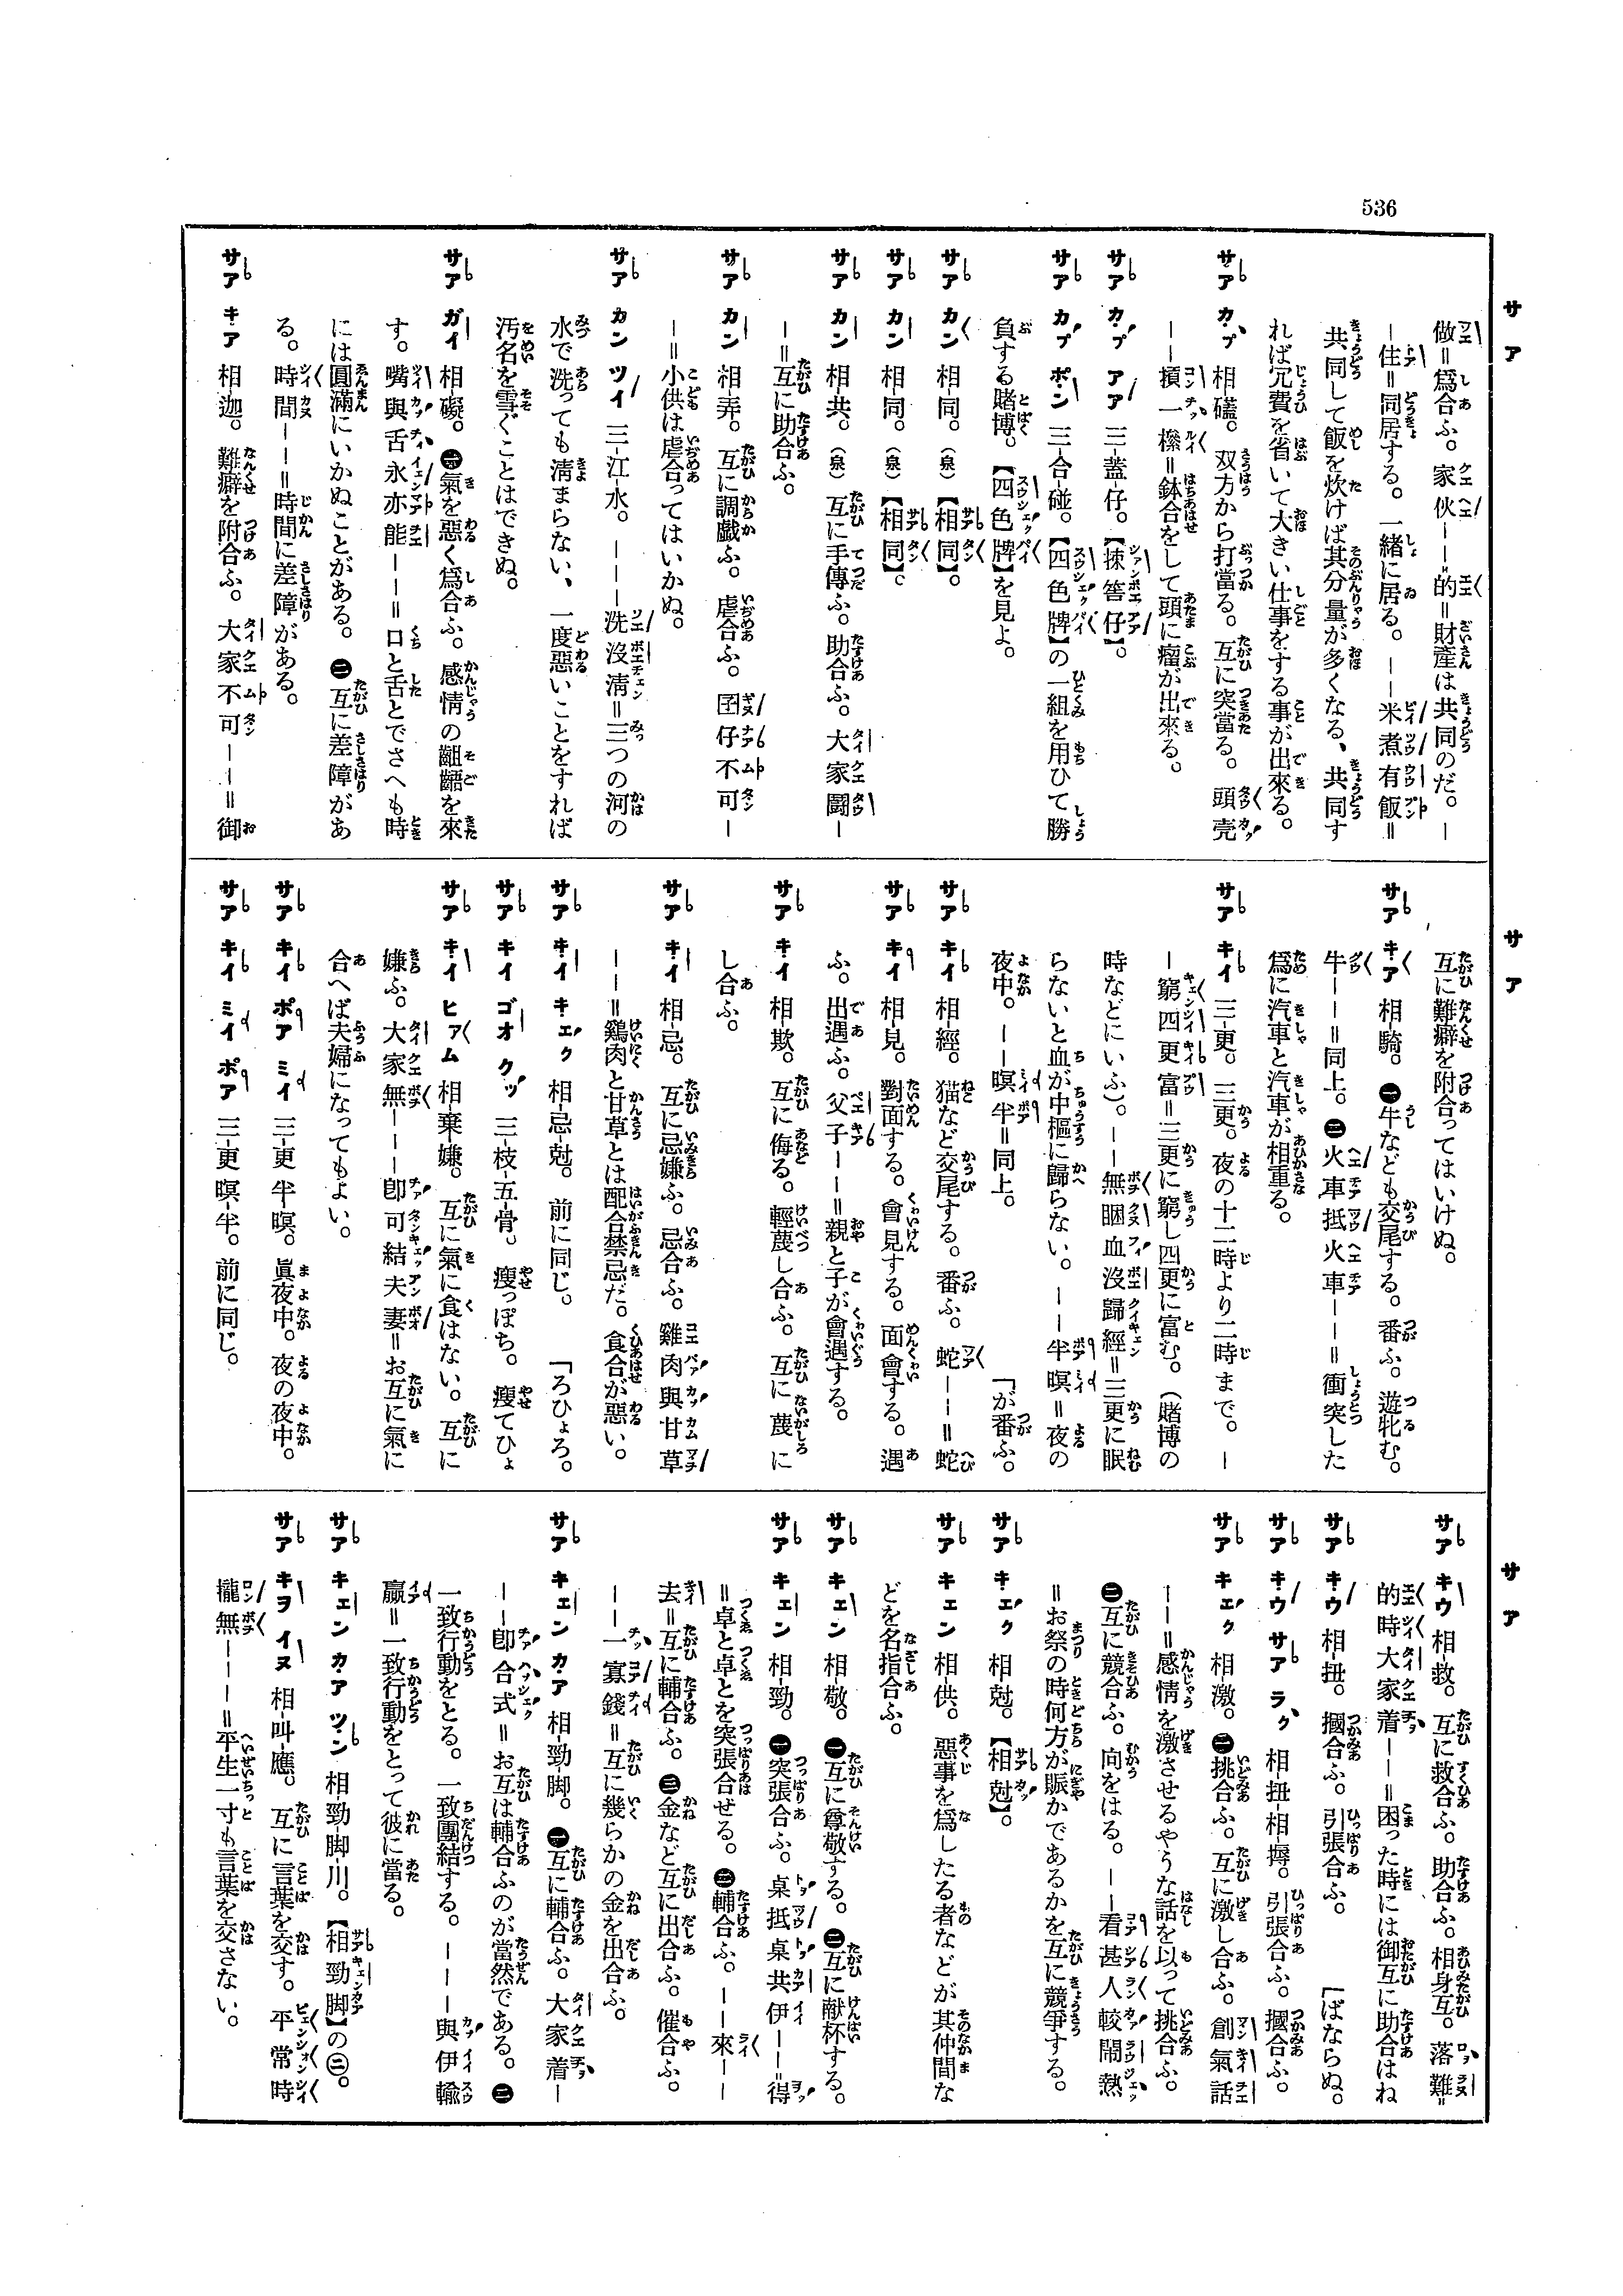 536
サア
做＝爲合ふ。家伙－－的＝財產は共同のだ。－
－住＝同居する。一緒に居る。－－米煮有飯＝
共同して飯を炊けば其分量が多くなる、共同す
れば冗費を省いて大きい仕事をする事が出來る。
サア カプ 相磕。双方から打當る。互に突當る。頭壳
－－摃一㯮＝鉢合をして頭に瘤が出來る。
サア カプ アア 三-蓋-仔。【揀筶仔】。
サア カプ ポン 三-合-碰。【四色牌】の一組を用ひて勝
負する賭博。【四色牌】を見よ。
サア カン 相-同。（泉）【相同】。
サア カン 相-同。（泉）【相同】。
サア カン 相-共。（泉）互に手傳ふ。助合ふ。大家鬪－
－＝互に助合ふ。
サア カン 相-弄。互に調戲ふ。虐合ふ。囝仔不可－
－＝小供は虐合ってはいかぬ。
サア カン ツイ 三-江-水。－－－洗沒淸＝三つの河の
水で洗っても淸まらない、一度惡いことをすれば
汚名を雪ぐことはできぬ。
サア ガイ 相-礙。㊀氣を惡く爲合ふ。感情の齟齬を來
す。嘴與舌永亦能－－＝口と舌とでさへも時
には圓滿にいかぬことがある。㊁互に差障があ
る。時間－－＝時間に差障がある。
サア キア 相-迦。難癖を附合ふ。大家不可－－＝御
サア
互に難癖を附合ってはいけぬ。
サア キア 相-騎。㊀牛なども交尾する。番ふ。遊牝む。
牛－－＝同上。㊁火車抵火車－－＝衝突した
爲に汽車と汽車が相重る。
サア キイ 三-更。三更。夜の十二時より二時まで。－
－窮四更富＝三更に窮し四更に富む。（賭博の
時などにいふ）。－－無睏血沒歸經＝三更に眠
らないと血が中樞に歸らない。－－半暝＝夜の
夜中。－－暝半＝同上。 「が番ふ。
サア キイ 相-經。猫など交尾する。番ふ。蛇－－＝蛇
サア キイ 相-見。對面する。會見する。面會する。遇
ふ。出遇ふ。父子－－＝親と子が會遇する。
サア キイ 相-欺。互に侮る。輕蔑し合ふ。互に蔑に
し合ふ。
サア キイ 相-忌。互に忌嫌ふ。忌合ふ。雞肉與甘草
－－＝鷄肉と甘草とは配合禁忌だ。食合が惡い。
サア キイ キェク 相-忌-尅。前に同じ。 「ろひょろ。
サア キイ ゴオ クッ 三-枝-五-骨。瘦っぽち。瘦てひょ
サア キイ ヒァム 相-棄-嫌。互に氣に食はない。互に
嫌ふ。大家無－－－卽可結夫妻＝お互に氣に
合へば夫婦になってもよい。
サア キイ ポア ミイ 三-更半暝。眞夜中。夜の夜中。
サア キイ ミイ ポア 三-更暝-半。前に同じ。
サア
サア キウ 相-救。互に救合ふ。助合ふ。相身互。落難＝
的時大家着－－＝困った時には御互に助合はね
サア キウ 相-扭。摑合ふ。引張合ふ。 「ばならぬ。
サア キウ サア ラク 相-扭-相-搙。引張合ふ。摑合ふ。
サア キェク 相-激。㊀挑合ふ。互に激し合ふ。創氣話
－－＝感情を激させるやうな話を以って挑合ふ。
㊁互に競合ふ。向をはる。－－看甚人較鬧熱
＝お祭の時何方が賑かであるかを互に競爭する。
サア キェク 相-尅。【相尅】。
サア キェン 相-供。惡事を爲したる者などが其仲間な
どを名指合ふ。
サア キェン 相-敬。㊀互に尊敬する。㊁互に献杯する。
サア キェン 相-勁。㊀突張合ふ。桌抵桌共伊－－＝得
＝卓と卓とを突張合せる。㊁輔合ふ。－－來－－
去＝互に輔合ふ。㊂金など互に出合ふ。催合ふ。
－－一寡錢＝互に幾らかの金を出合ふ。
サア キェン カア 相-勁-脚。㊀互に輔合ふ。大家着－
－－卽合式＝お互は輔合ふのが當然である。㊁
一致行動をとる。一致團結する。－－－與伊輸
贏＝一致行動をとって彼に當る。
サア キェン カア ツン 相-勁-脚-川。【相勁脚】の㊁。
サア キヲ イヌ 相-叫-應。互に言葉を交す。平常時
攏無－－－＝平生一寸も言葉を交さない。